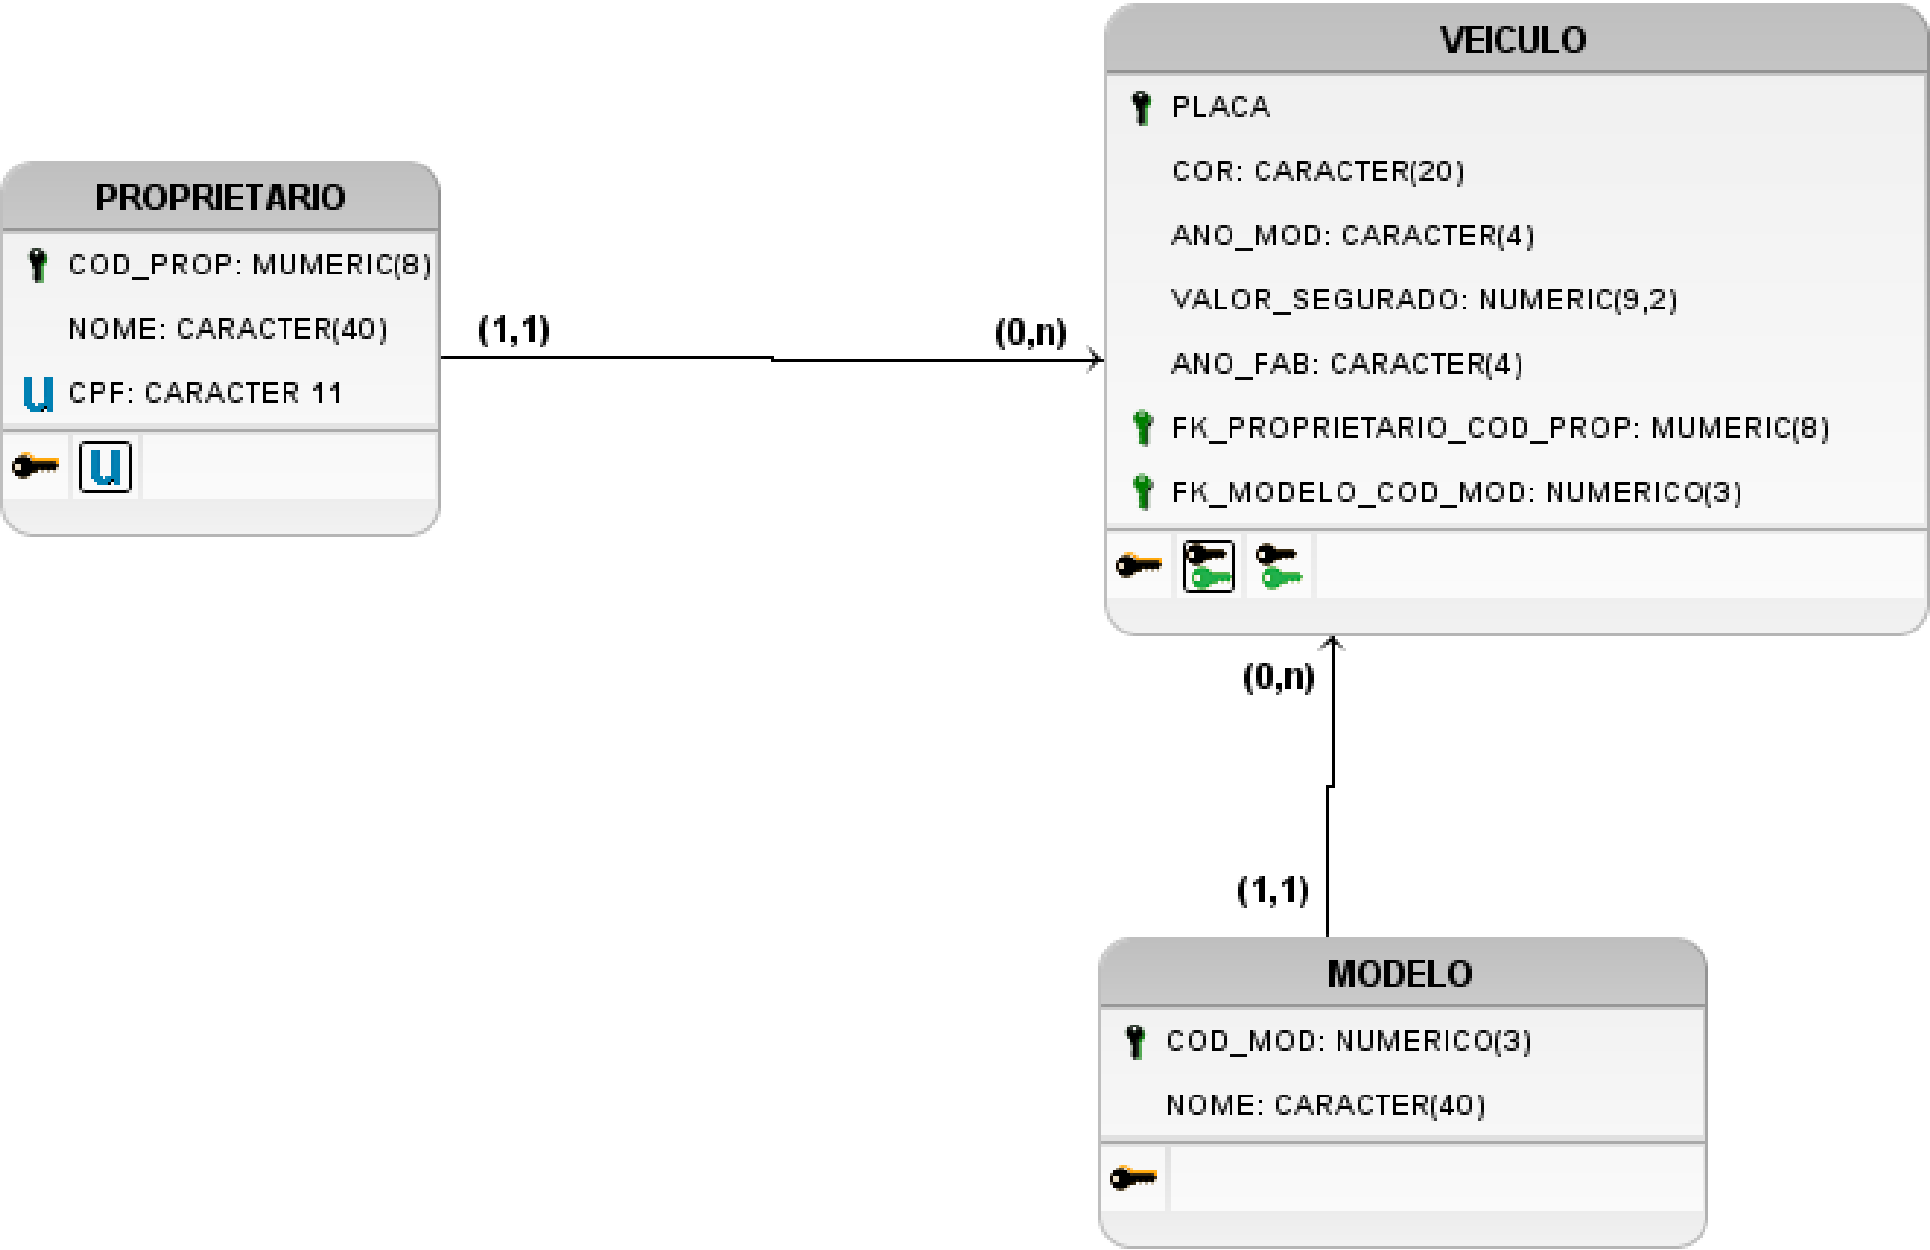 PROPRIETARIO
COD_PROP: MUMERIC(8)
NOME: CARACTER(40)
CPF: CARACTER 11
U
(1,1)
(0,n)
VEICULO
PLACA
COR: CARACTER(20)
ANO_MOD: CARACTER(4)
VALOR_SEGURADO: NUMERIC(9,2)
ANO_FAB: CARACTER(4)
FK_PROPRIETARIO_COD_PROP: MUMERIC(8)
FK_MODELO_COD_MOD: NUMERICO(3)
(0,n)
(1,1)
MODELO
COD_MOD: NUMERICO(3)
NOME: CARACTER(40)